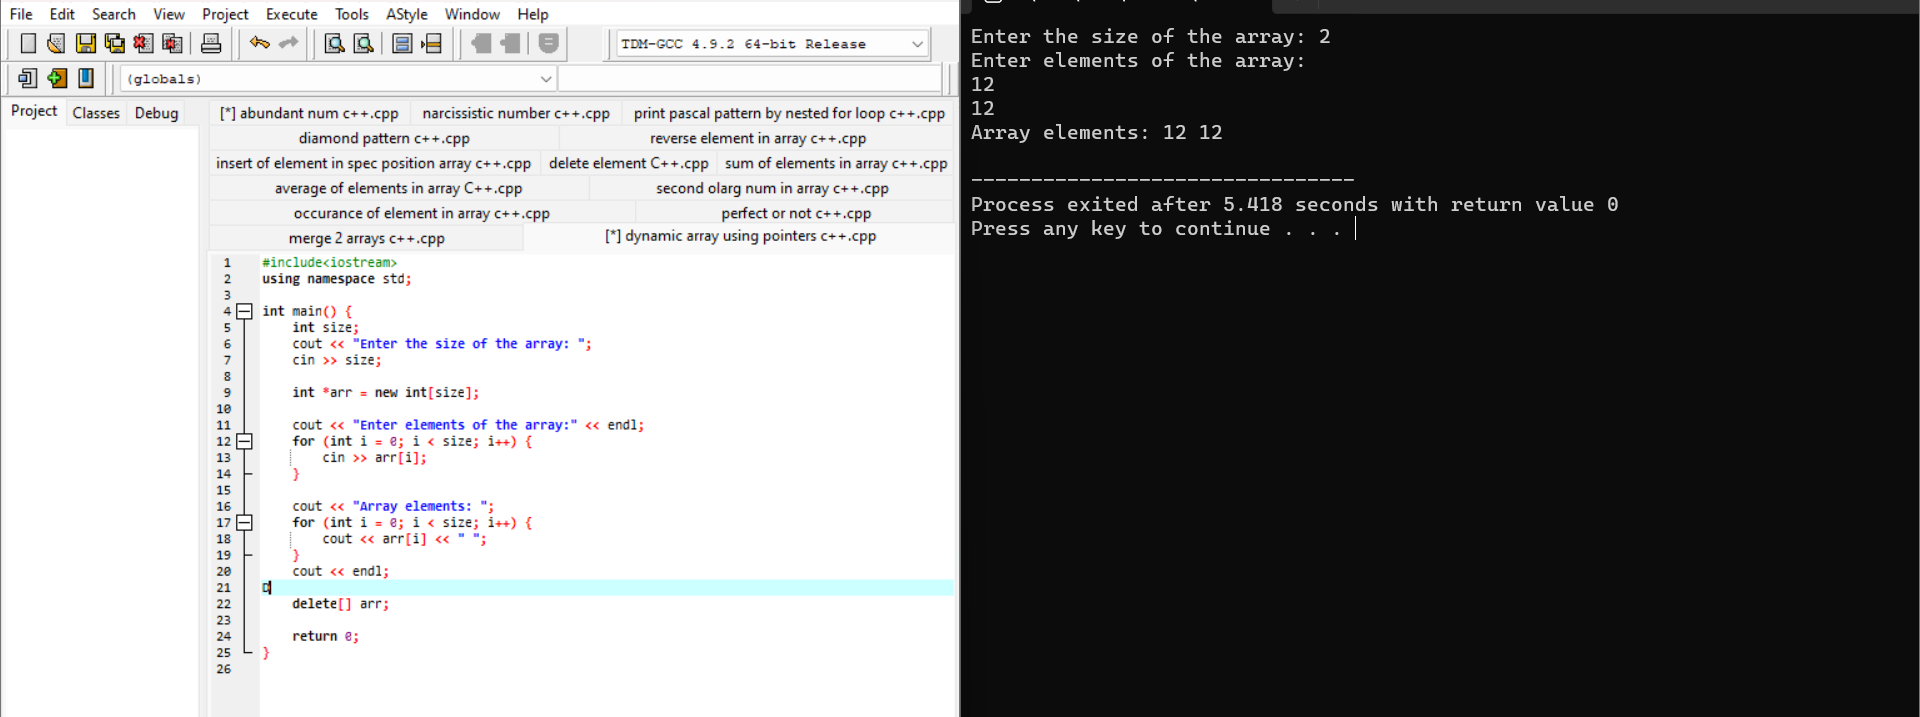 File Edit Search View Project Execute Tools AStyle Window Help
TDM-GCC 4.9.2 64-bit Release
(globals)
Project Classes Debug
[*] abundant num c++.cpp narcissistic number c++.cpp print pascal pattern by nested for loop c++.cpp
diamond pattern c++.cpp reverse element in array c++.cpp
insert of element in spec position array c++.cpp delete element C++.cpp sum of elements in array c++.cpp
average of elements in array C++.cpp second olarg num in array c++.cpp
occurance of element in array c++.cpp perfect or not c++.cpp
merge 2 arrays c++.cpp [*] dynamic array using pointers c++.cpp
1 #include<iostream>
2 using namespace std;
3
4 int main() {
5 int size;
6 cout << "Enter the size of the array: ";
7 cin >> size;
8
9 int *arr = new int[size];
10
11 cout << "Enter elements of the array:" << endl;
12 for (int i = 0; i < size; i++) {
13 cin >> arr[i];
14 }
15
16 cout << "Array elements: ";
17 for (int i = 0; i < size; i++) {
18 cout << arr[i] << " ";
19 }
20 cout << endl;
21 D
22 delete[] arr;
23
24 return 0;
25 }
26
Enter the size of the array: 2
Enter elements of the array:
12
12
Array elements: 12 12
--------------------------------
Process exited after 5.418 seconds with return value 0
Press any key to continue . . .